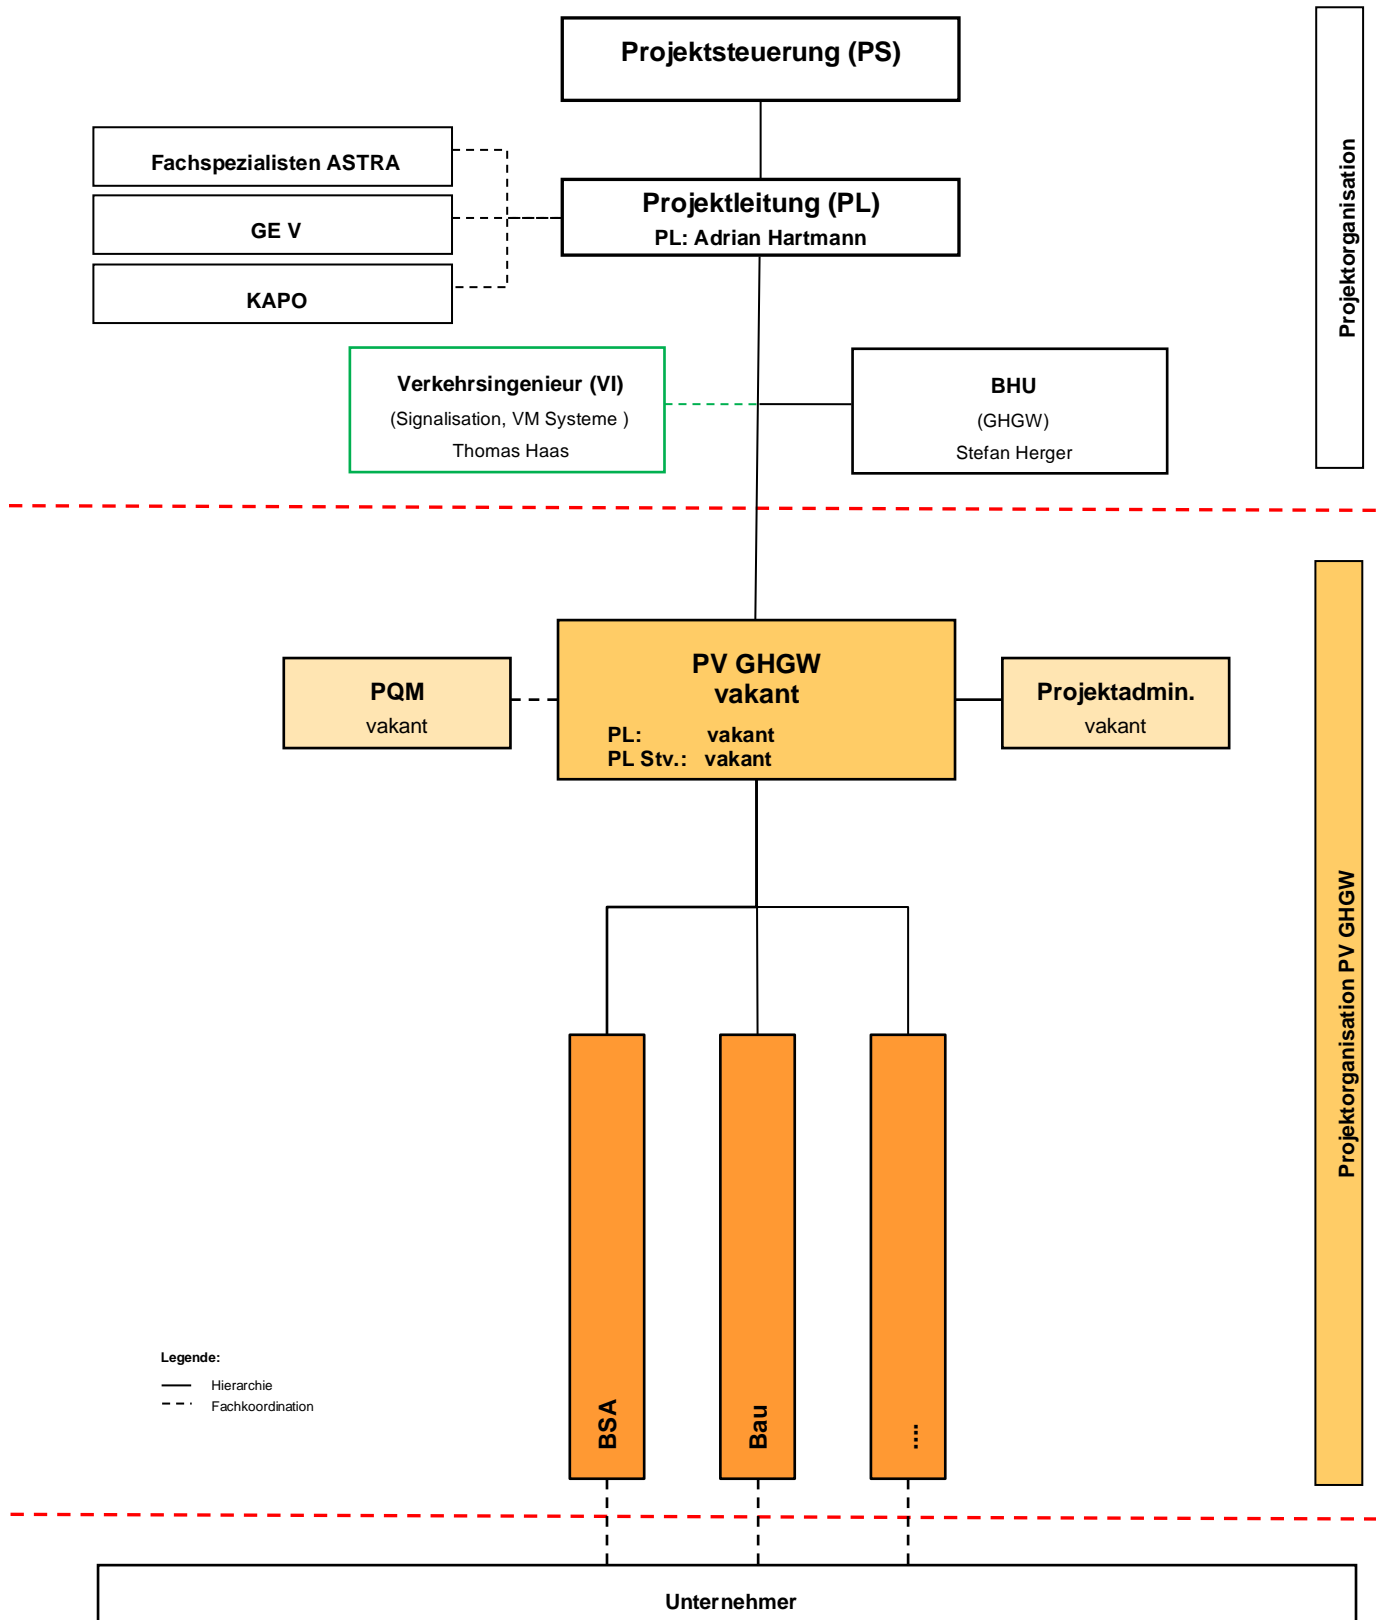 Projektsteuerung (PS)
Fachspezialisten ASTRA
GE V
KAPO
Projektleitung (PL)
PL: Adrian Hartmann
Verkehrsingenieur (VI)
(Signalisation, VM Systeme )
Thomas Haas
BHU
(GHGW)
Stefan Herger
Projektorganisation
PQM
vakant
PV GHGW
vakant
PL: vakant
PL Stv.: vakant
Projektadmin.
vakant
Projektorganisation PV GHGW
BSA
Bau
....
Legende:
Hierarchie
Fachkoordination
Unternehmer